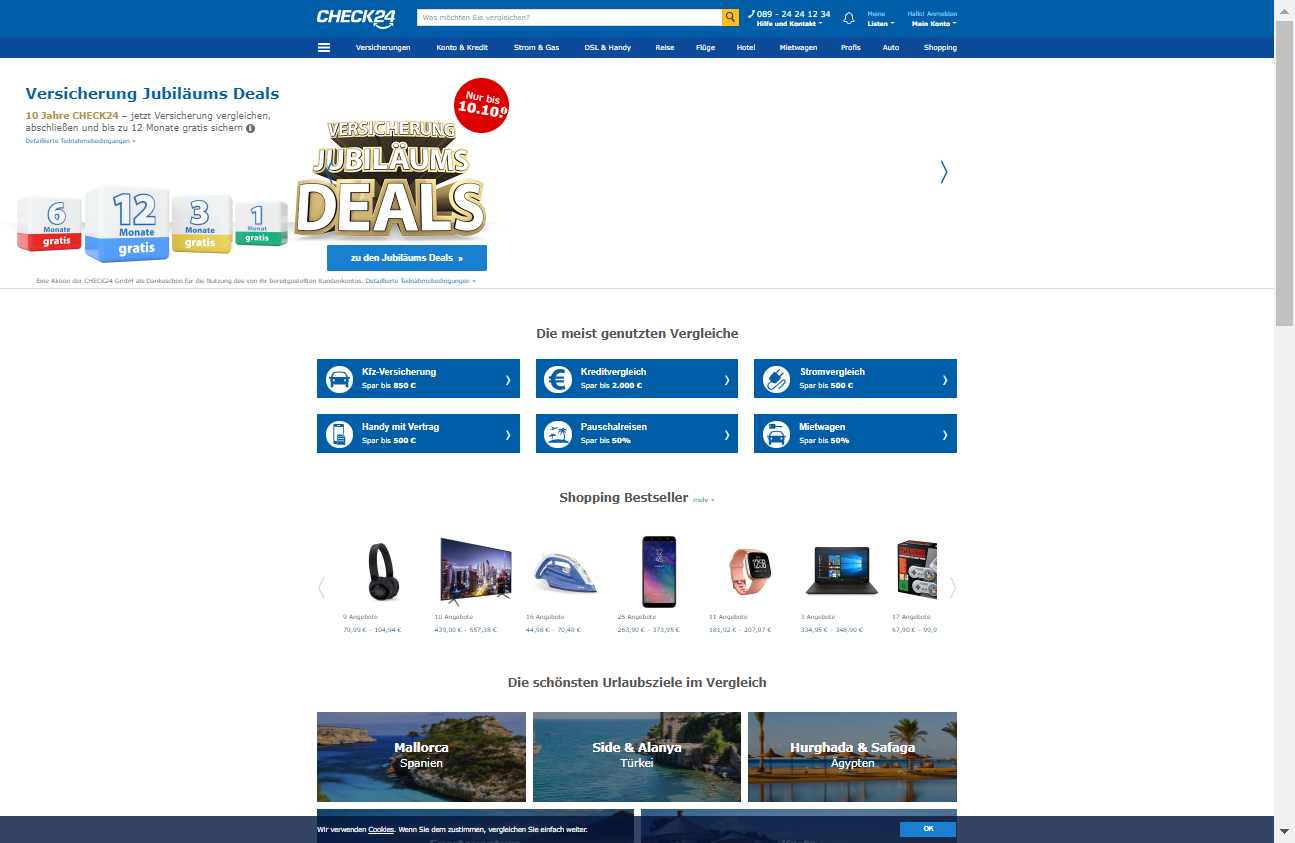 CHECK24
Was möchten Sie vergleichen?
089 - 24 24 12 34
Hilfe und Kontakt
Meine
Listen
Hallo! Anmelden
Mein Konto
Versicherungen
Konto & Kredit
Strom & Gas
DSL & Handy
Reise
Flüge
Hotel
Mietwagen
Profis
Auto
Shopping
Versicherung Jubiläums Deals
10 Jahre CHECK24 – jetzt Versicherung vergleichen,
abschließen und bis zu 12 Monate gratis sichern
Detaillierte Teilnahmebedingungen »
Nur bis
10.10.
VERSICHERUNG
JUBILÄUMS
DEALS
6
Monate
gratis
12
Monate
gratis
3
Monate
gratis
1
Monat
gratis
zu den Jubiläums Deals »
Eine Aktion der CHECK24 GmbH als Dankeschön für die Nutzung des von ihr bereitgestellten Kundenkontos. Detaillierte Teilnahmebedingungen »
Die meist genutzten Vergleiche
Kfz-Versicherung
Spar bis 850 €
Kreditvergleich
Spar bis 2.000 €
Stromvergleich
Spar bis 500 €
Handy mit Vertrag
Spar bis 500 €
Pauschalreisen
Spar bis 50%
Mietwagen
Spar bis 50%
Shopping Bestseller mehr »
9 Angebote
79,99 € - 104,94 €
10 Angebote
439,00 € - 557,38 €
16 Angebote
44,98 € - 70,49 €
25 Angebote
263,90 € - 373,95 €
11 Angebote
181,92 € - 207,97 €
3 Angebote
334,95 € - 348,90 €
17 Angebote
67,90 € - 99,9
Die schönsten Urlaubsziele im Vergleich
Mallorca
Spanien
Side & Alanya
Türkei
Hurghada & Safaga
Ägypten
Wir verwenden Cookies. Wenn Sie dem zustimmen, vergleichen Sie einfach weiter.
OK